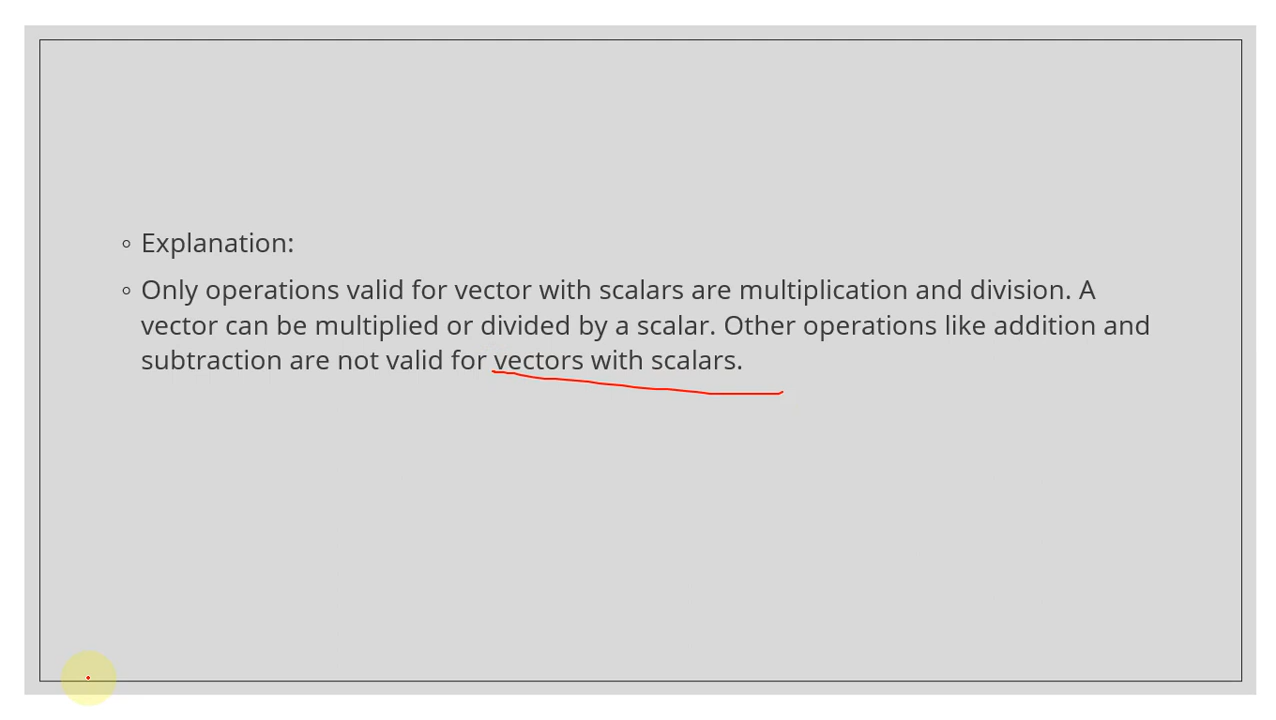 ◦ Explanation:
◦ Only operations valid for vector with scalars are multiplication and division. A
vector can be multiplied or divided by a scalar. Other operations like addition and
subtraction are not valid for vectors with scalars.